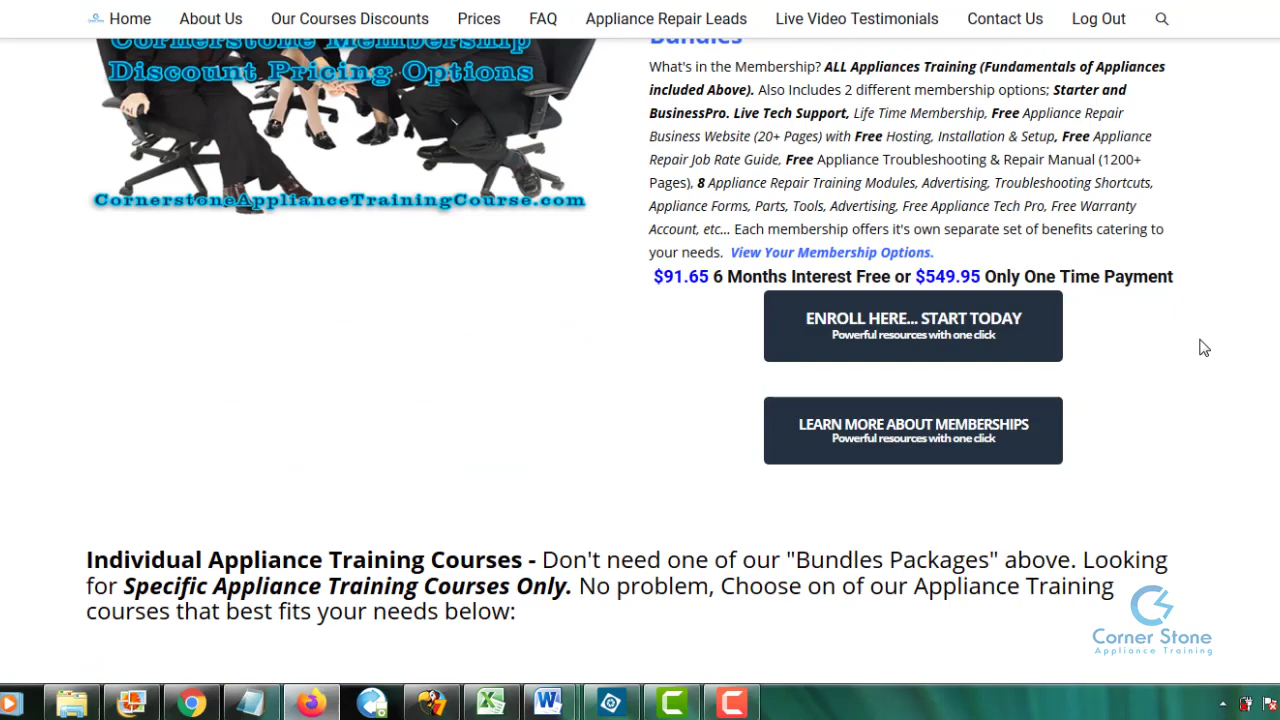 Home About Us Our Courses Discounts Prices FAQ Appliance Repair Leads Live Video Testimonials Contact Us Log Out
Cornerstone Membership
Discount Pricing Options
CornerstoneApplianceTrainingCourse.com
Bundles
What's in the Membership? ALL Appliances Training (Fundamentals of Appliances
included Above). Also Includes 2 different membership options; Starter and
BusinessPro. Live Tech Support, Life Time Membership, Free Appliance Repair
Business Website (20+ Pages) with Free Hosting, Installation & Setup, Free Appliance
Repair Job Rate Guide, Free Appliance Troubleshooting & Repair Manual (1200+
Pages), 8 Appliance Repair Training Modules, Advertising, Troubleshooting Shortcuts,
Appliance Forms, Parts, Tools, Advertising, Free Appliance Tech Pro, Free Warranty
Account, etc... Each membership offers it's own separate set of benefits catering to
your needs. View Your Membership Options.
$91.65 6 Months Interest Free or $549.95 Only One Time Payment
ENROLL HERE... START TODAY
Powerful resources with one click
LEARN MORE ABOUT MEMBERSHIPS
Powerful resources with one click
Individual Appliance Training Courses - Don't need one of our "Bundles Packages" above. Looking
for Specific Appliance Training Courses Only. No problem, Choose on of our Appliance Training
courses that best fits your needs below:
Corner Stone
Appliance Training